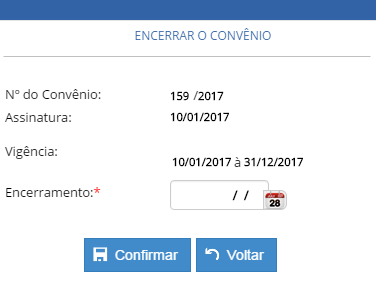 ENCERRAR O CONVÊNIO
Nº do Convênio: 159 /2017
Assinatura: 10/01/2017
Vigência: 10/01/2017 à 31/12/2017
Encerramento:* / / 28
Confirmar Voltar